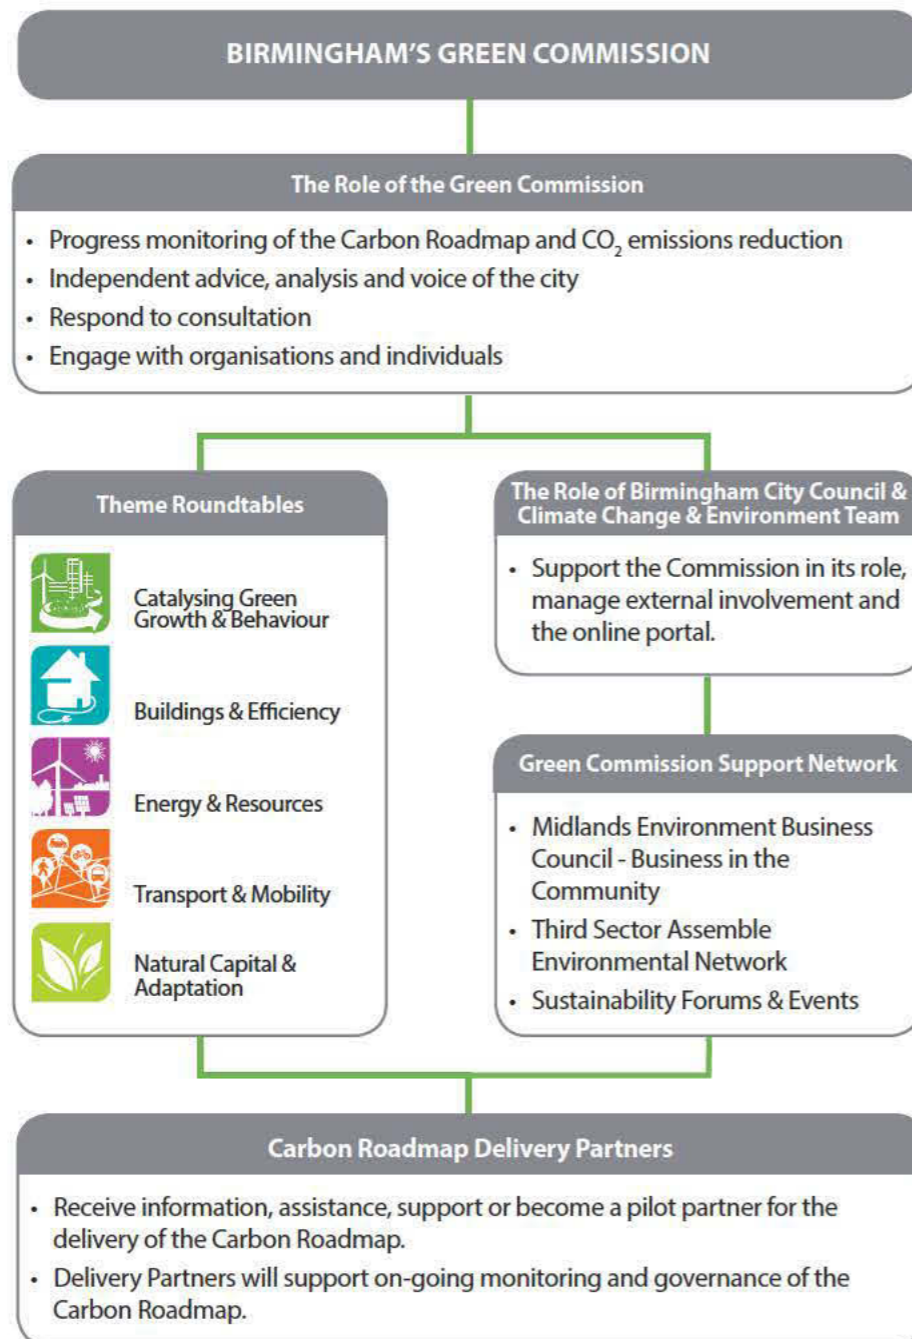 BIRMINGHAM'S GREEN COMMISSION
The Role of the Green Commission
• Progress monitoring of the Carbon Roadmap and CO₂ emissions reduction
• Independent advice, analysis and voice of the city
• Respond to consultation
• Engage with organisations and individuals
Theme Roundtables
Catalysing Green
Growth & Behaviour
Buildings & Efficiency
Energy & Resources
Transport & Mobility
Natural Capital &
Adaptation
The Role of Birmingham City Council &
Climate Change & Environment Team
• Support the Commission in its role,
manage external involvement and
the online portal.
Green Commission Support Network
• Midlands Environment Business
Council - Business in the
Community
• Third Sector Assemble
Environmental Network
• Sustainability Forums & Events
Carbon Roadmap Delivery Partners
• Receive information, assistance, support or become a pilot partner for the
delivery of the Carbon Roadmap.
• Delivery Partners will support on-going monitoring and governance of the
Carbon Roadmap.